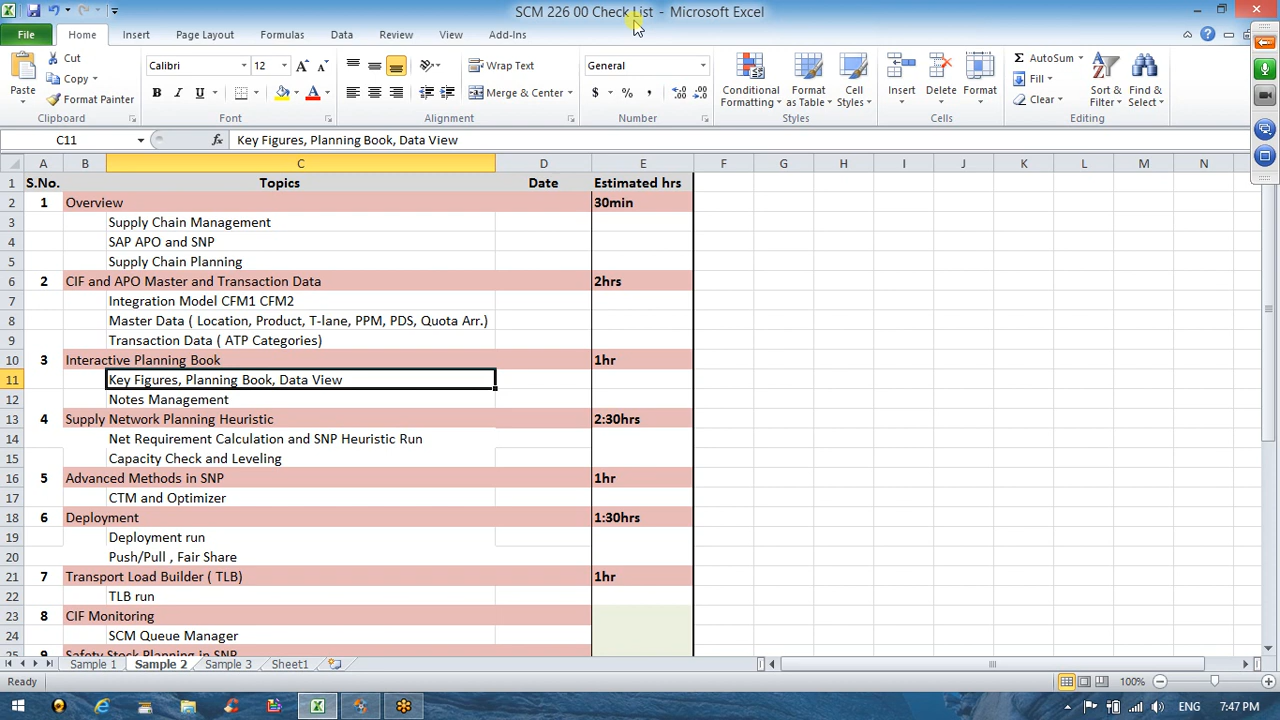 SCM 226 00 Check List - Microsoft Excel
File Home Insert Page Layout Formulas Data Review View Add-Ins
Cut
Copy
Format Painter
Paste
Clipboard
Calibri 12
B I U
Font
Wrap Text
Merge & Center
Alignment
General
$ % ,
Number
Conditional Formatting
Format as Table
Cell Styles
Styles
Insert Delete Format
Cells
AutoSum
Fill
Clear
Sort & Filter
Find & Select
Editing
C11 fx Key Figures, Planning Book, Data View
A B C D E F G H I J K L M N
1 S.No. Topics Date Estimated hrs
2 1 Overview 30min
3 Supply Chain Management
4 SAP APO and SNP
5 Supply Chain Planning
6 2 CIF and APO Master and Transaction Data 2hrs
7 Integration Model CFM1 CFM2
8 Master Data ( Location, Product, T-lane, PPM, PDS, Quota Arr.)
9 Transaction Data ( ATP Categories)
10 3 Interactive Planning Book 1hr
11 Key Figures, Planning Book, Data View
12 Notes Management
13 4 Supply Network Planning Heuristic 2:30hrs
14 Net Requirement Calculation and SNP Heuristic Run
15 Capacity Check and Leveling
16 5 Advanced Methods in SNP 1hr
17 CTM and Optimizer
18 6 Deployment 1:30hrs
19 Deployment run
20 Push/Pull , Fair Share
21 7 Transport Load Builder ( TLB) 1hr
22 TLB run
23 8 CIF Monitoring
24 SCM Queue Manager
25 9 Safety Stock Planning in SNP
Sample 1 Sample 2 Sample 3 Sheet1
Ready 100%
ENG 7:47 PM